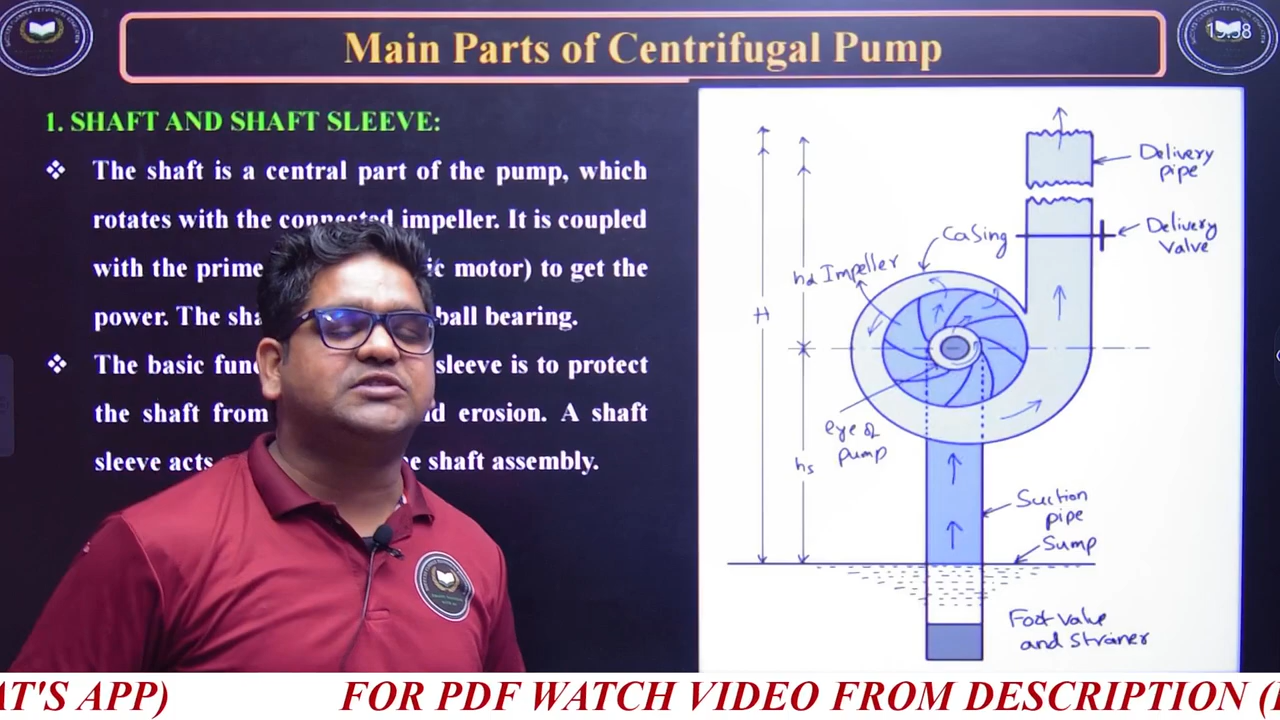 Main Parts of Centrifugal Pump
1. SHAFT AND SHAFT SLEEVE:
❖ The shaft is a central part of the pump, which
rotates with the connected impeller. It is coupled
with the prime ic motor) to get the
power. The sha ball bearing.
❖ The basic func sleeve is to protect
the shaft from d erosion. A shaft
sleeve acts e shaft assembly.
Delivery
pipe
Delivery
valve
Casing
Impeller
hd
H
eye of
pump
hs
Suction
pipe
Sump
Foot valve
and strainer
AT'S APP) FOR PDF WATCH VIDEO FROM DESCRIPTION (